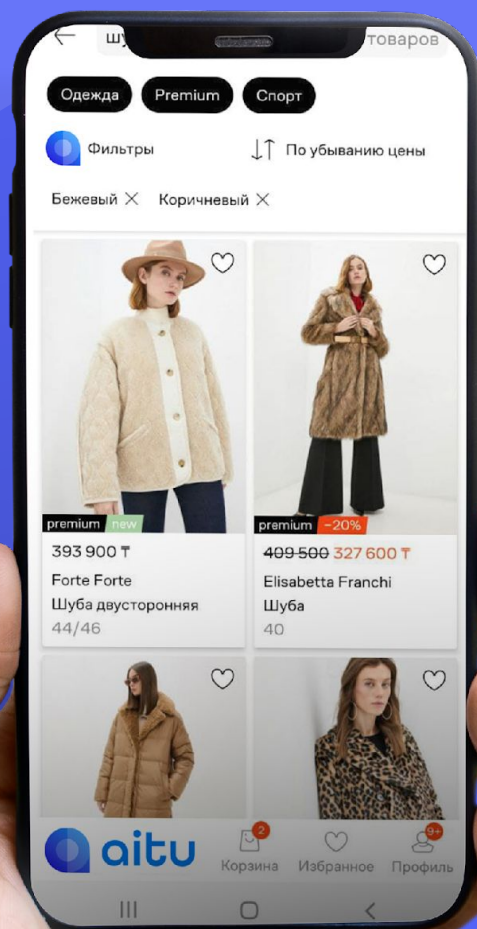 товаров
Одежда Premium Спорт
Фильтры По убыванию цены
Бежевый Коричневый
premium new
premium -20%
393 900 ₸
409 500 327 600 ₸
Forte Forte
Elisabetta Franchi
Шуба двусторонняя
Шуба
44/46
40
aitu
2
9+
Корзина Избранное Профиль